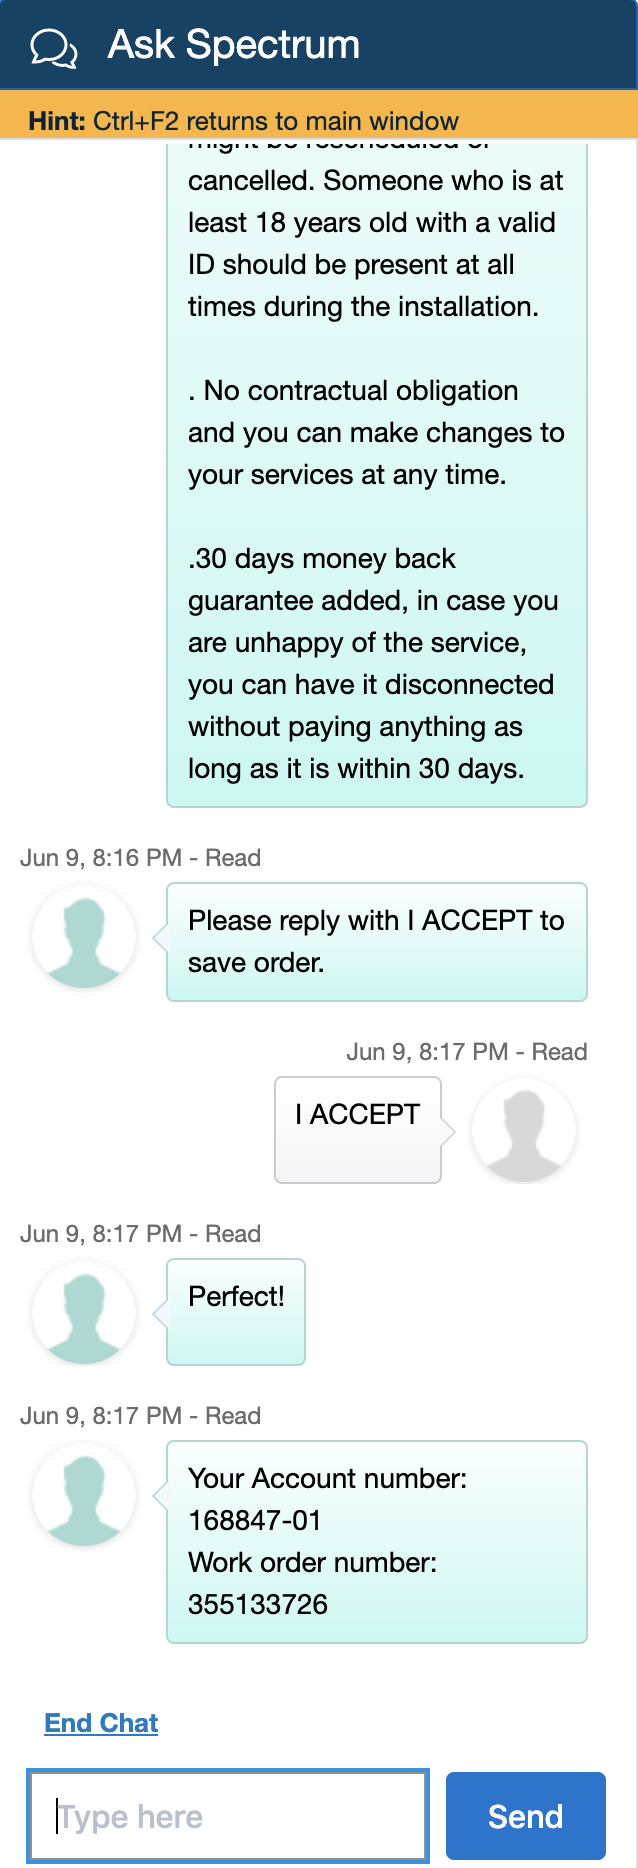 Ask Spectrum
Hint: Ctrl+F2 returns to main window
might be rescheduled or
cancelled. Someone who is at
least 18 years old with a valid
ID should be present at all
times during the installation.
. No contractual obligation
and you can make changes to
your services at any time.
.30 days money back
guarantee added, in case you
are unhappy of the service,
you can have it disconnected
without paying anything as
long as it is within 30 days.
Jun 9, 8:16 PM - Read
Please reply with I ACCEPT to
save order.
Jun 9, 8:17 PM - Read
I ACCEPT
Jun 9, 8:17 PM - Read
Perfect!
Jun 9, 8:17 PM - Read
Your Account number:
168847-01
Work order number:
355133726
End Chat
Type here
Send